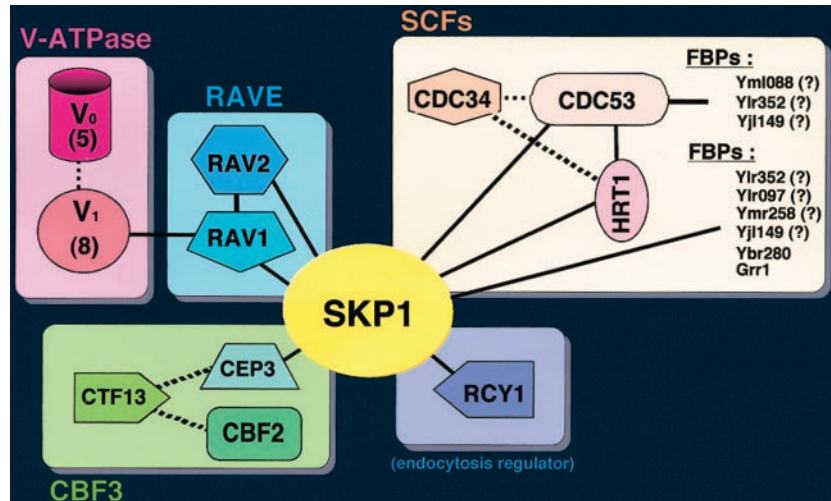 V-ATPase
V0
(5)
V1
(8)
RAVE
RAV2
RAV1
SCFs
CDC34
CDC53
HRT1
FBPs :
Yml088 (?)
Ylr352 (?)
Yjl149 (?)
FBPs :
Ylr352 (?)
Ylr097 (?)
Ymr258 (?)
Yjl149 (?)
Ybr280
Grr1
SKP1
CTF13
CEP3
CBF2
CBF3
RCY1
(endocytosis regulator)